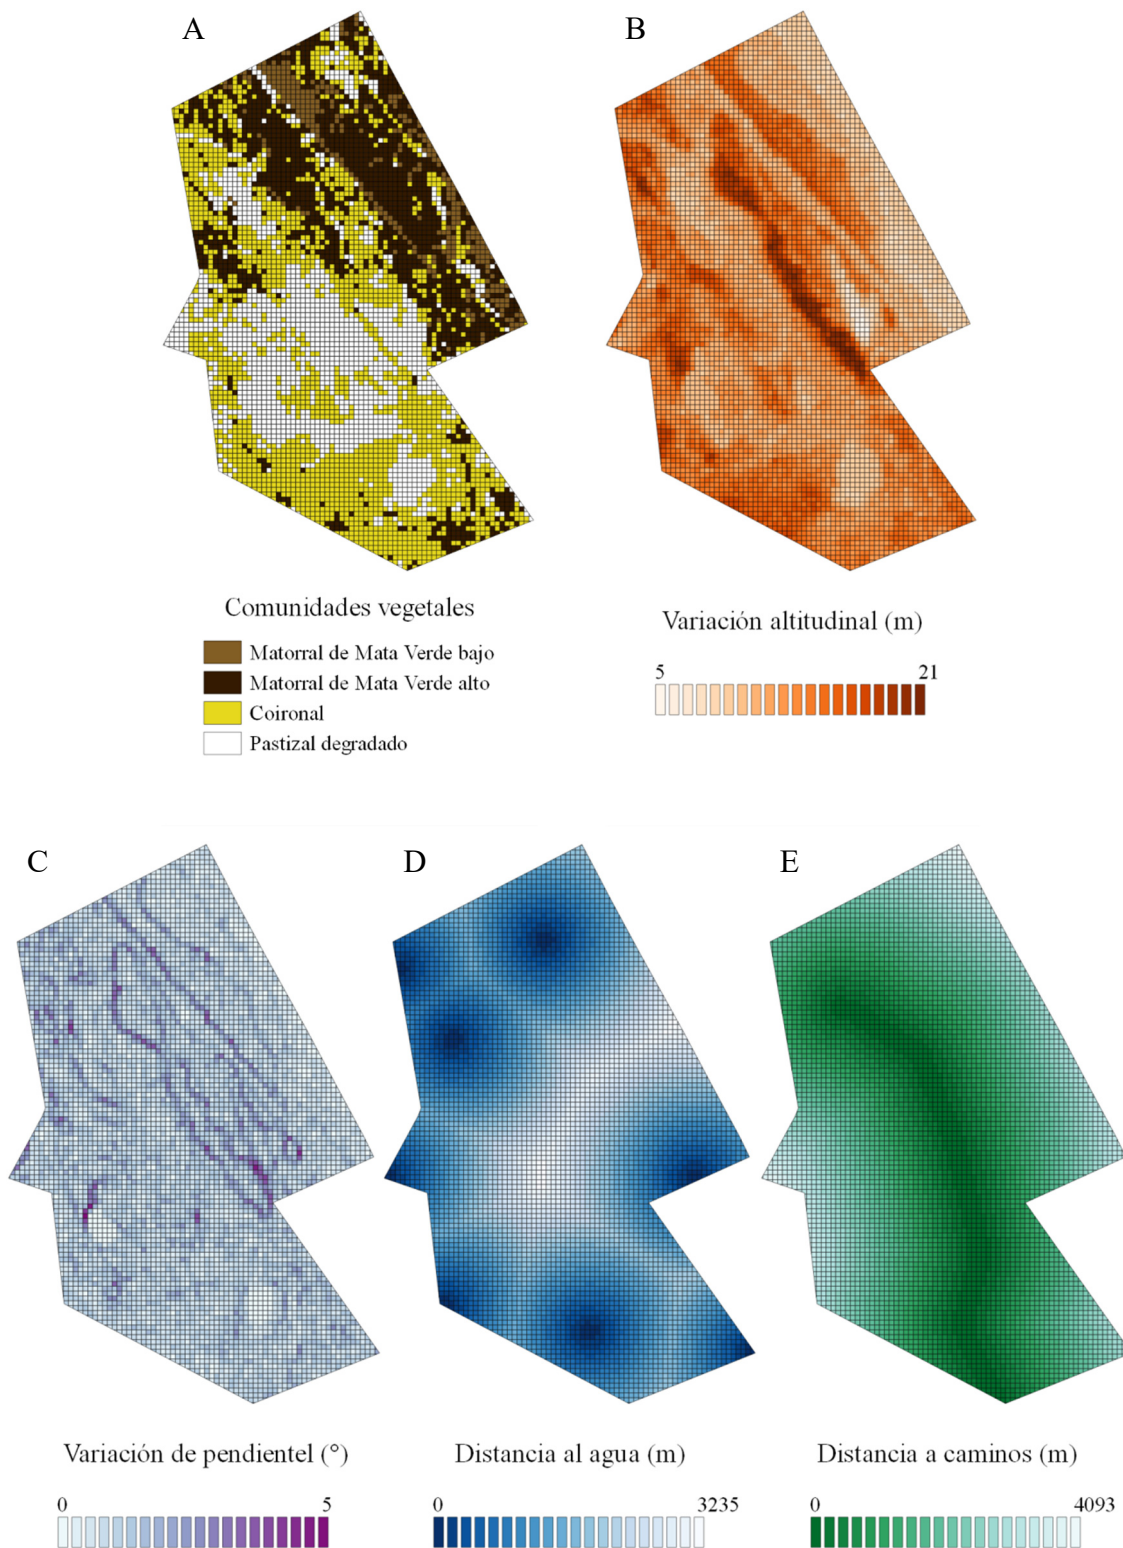 A
B
Comunidades vegetales
Matorral de Mata Verde bajo
Matorral de Mata Verde alto
Coironal
Pastizal degradado
Variación altitudinal (m)
5 21
C
D
E
Variación de pendientel (°)
0 5
Distancia al agua (m)
0 3235
Distancia a caminos (m)
0 4093